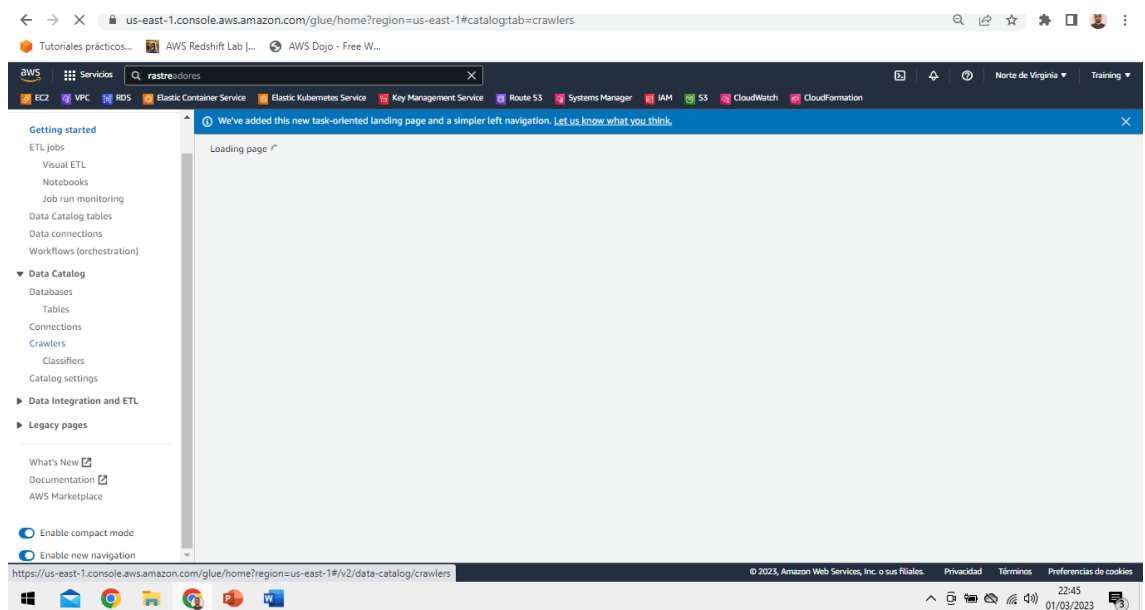 us-east-1.console.aws.amazon.com/glue/home?region=us-east-1#catalog:tab=crawlers
Tutoriales prácticos... AWS Redshift Lab |... AWS Dojo - Free W...
aws Servicios rastreadores Norte de Virginia Training
EC2 VPC RDS Elastic Container Service Elastic Kubernetes Service Key Management Service Route 53 Systems Manager IAM S3 CloudWatch CloudFormation
We've added this new task-oriented landing page and a simpler left navigation. Let us know what you think.
Loading page
Getting started
ETL jobs
Visual ETL
Notebooks
Job run monitoring
Data Catalog tables
Data connections
Workflows (orchestration)
Data Catalog
Databases
Tables
Connections
Crawlers
Classifiers
Catalog settings
Data Integration and ETL
Legacy pages
What's New
Documentation
AWS Marketplace
Enable compact mode
Enable new navigation
https://us-east-1.console.aws.amazon.com/glue/home?region=us-east-1#/v2/data-catalog/crawlers
© 2023, Amazon Web Services, Inc. o sus filiales. Privacidad Términos Preferencias de cookies
22:45
01/03/2023
3